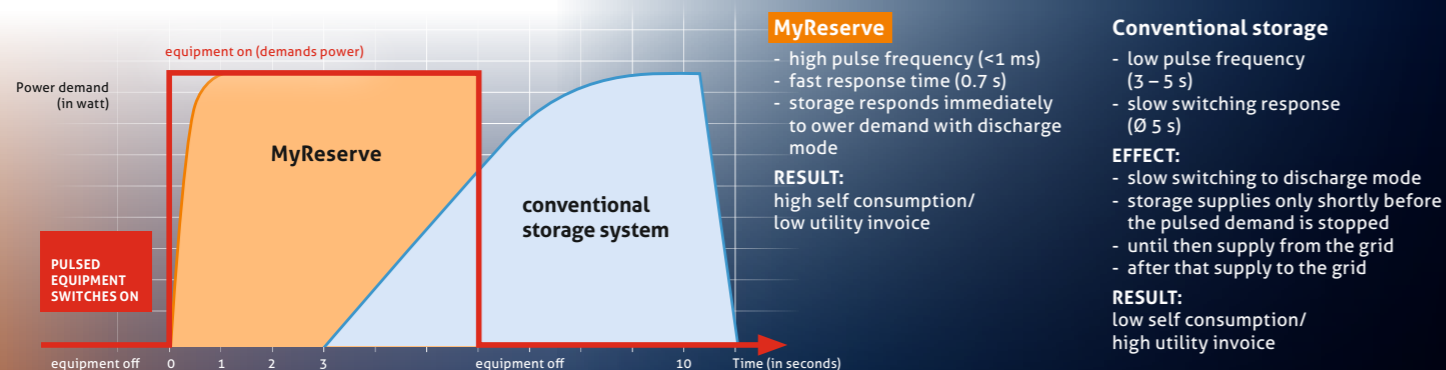 equipment on (demands power)
Power demand
(in watt)
MyReserve
conventional
storage system
PULSED
EQUIPMENT
SWITCHES ON
equipment off 0 1 2 3 equipment off 10 Time (in seconds)
MyReserve
- high pulse frequency (<1 ms)
- fast response time (0.7 s)
- storage responds immediately
to ower demand with discharge
mode
RESULT:
high self consumption/
low utility invoice
Conventional storage
- low pulse frequency
(3 – 5 s)
- slow switching response
(Ø 5 s)
EFFECT:
- slow switching to discharge mode
- storage supplies only shortly before
the pulsed demand is stopped
- until then supply from the grid
- after that supply to the grid
RESULT:
low self consumption/
high utility invoice